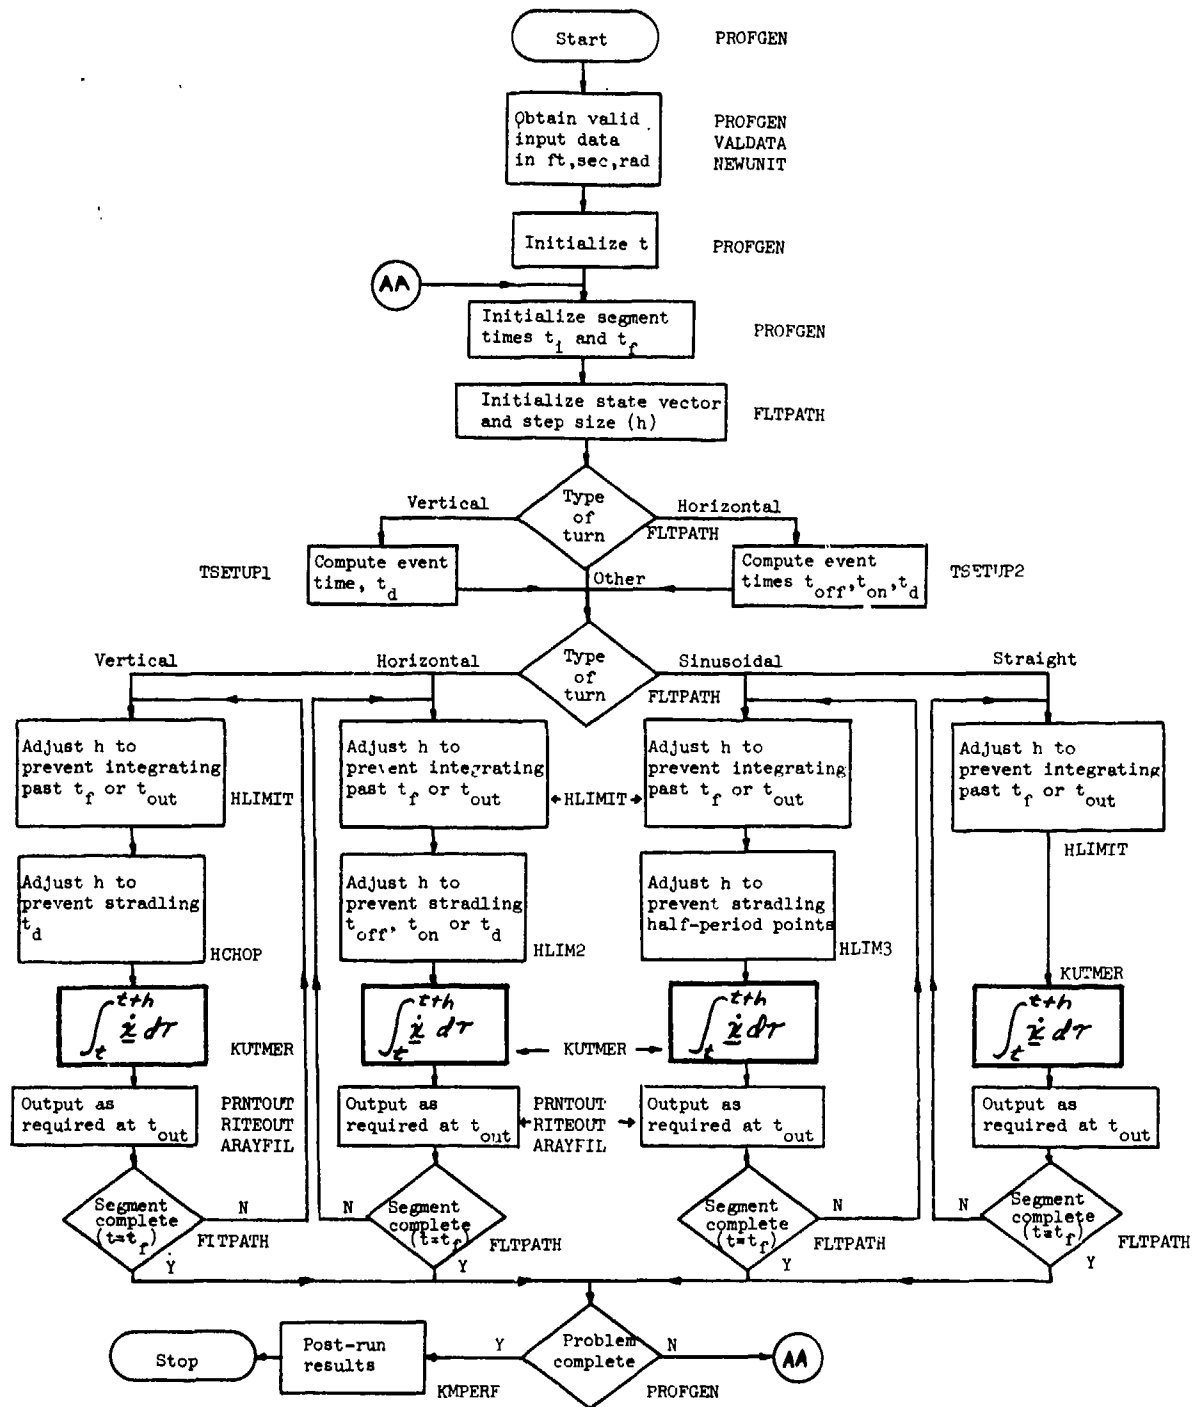 Start
PROFGEN
Obtain valid
input data
in ft,sec,rad
PROFGEN
VALDATA
NEWUNIT
Initialize t
PROFGEN
AA
Initialize segment
times t_i and t_f
PROFGEN
Initialize state vector
and step size (h)
FLTPATH
Type
of
turn
Vertical
Horizontal
FLTPATH
TSETUP1
Compute event
time, t_d
Other
Compute event
times t_off,t_on,t_d
TSETUP2
Type
of
turn
Vertical
Horizontal
Sinusoidal
Straight
FLTPATH
Adjust h to
prevent integrating
past t_f or t_out
HLIMIT
Adjust h to
prevent integrating
past t_f or t_out
HLIMIT
Adjust h to
prevent integrating
past t_f or t_out
Adjust h to
prevent integrating
past t_f or t_out
HLIMIT
Adjust h to
prevent stradling
t_d
HCHOP
Adjust h to
prevent stradling
t_off, t_on or t_d
HLIM2
Adjust h to
prevent stradling
half-period points
HLIM3
KUTMER
∫_t^t+h ẋ dτ
KUTMER
∫_t^t+h ẋ dτ
KUTMER
∫_t^t+h ẋ dτ
∫_t^t+h ẋ dτ
Output as
required at t_out
PRNTOUT
RITEOUT
ARAYFIL
Output as
required at t_out
PRNTOUT
RITEOUT
ARAYFIL
Output as
required at t_out
Output as
required at t_out
Segment
complete
(t=t_f)
N
Y
FITPATH
Segment
complete
(t=t_f)
N
Y
FLTPATH
Segment
complete
(t=t_f)
N
Y
FLTPATH
Segment
complete
(t=t_f)
N
Y
FLTPATH
Stop
Post-run
results
KMPERF
Y
Problem
complete
N
PROFGEN
AA